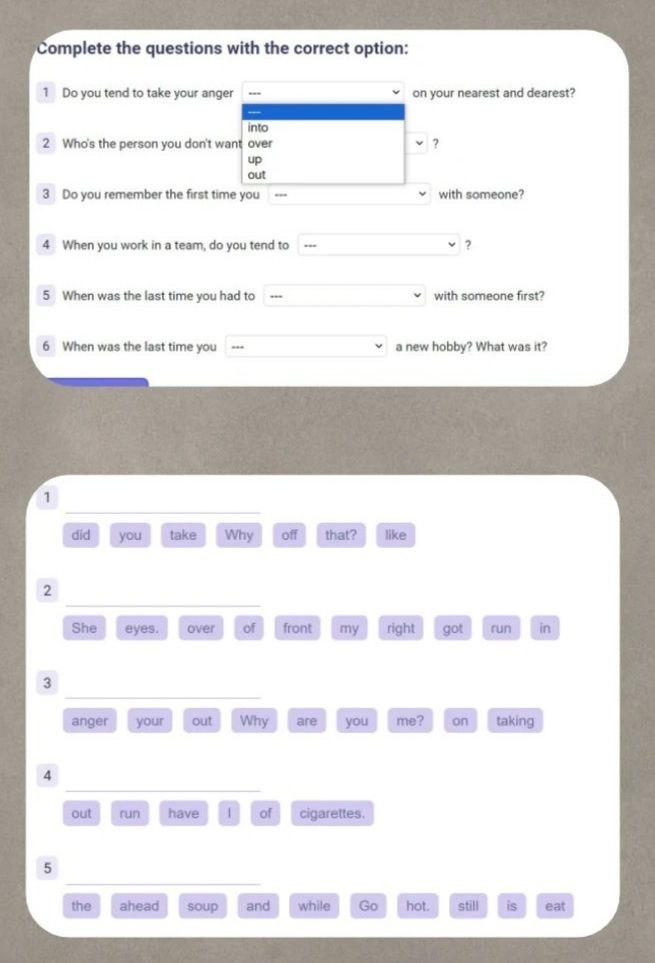 Complete the questions with the correct option:
1 Do you tend to take your anger --- on your nearest and dearest?
---
into
2 Who's the person you don't want over ?
up
out
3 Do you remember the first time you --- with someone?
4 When you work in a team, do you tend to --- ?
5 When was the last time you had to --- with someone first?
6 When was the last time you --- a new hobby? What was it?
1
did you take Why off that? like
2
She eyes. over of front my right got run in
3
anger your out Why are you me? on taking
4
out run have I of cigarettes.
5
the ahead soup and while Go hot. still is eat